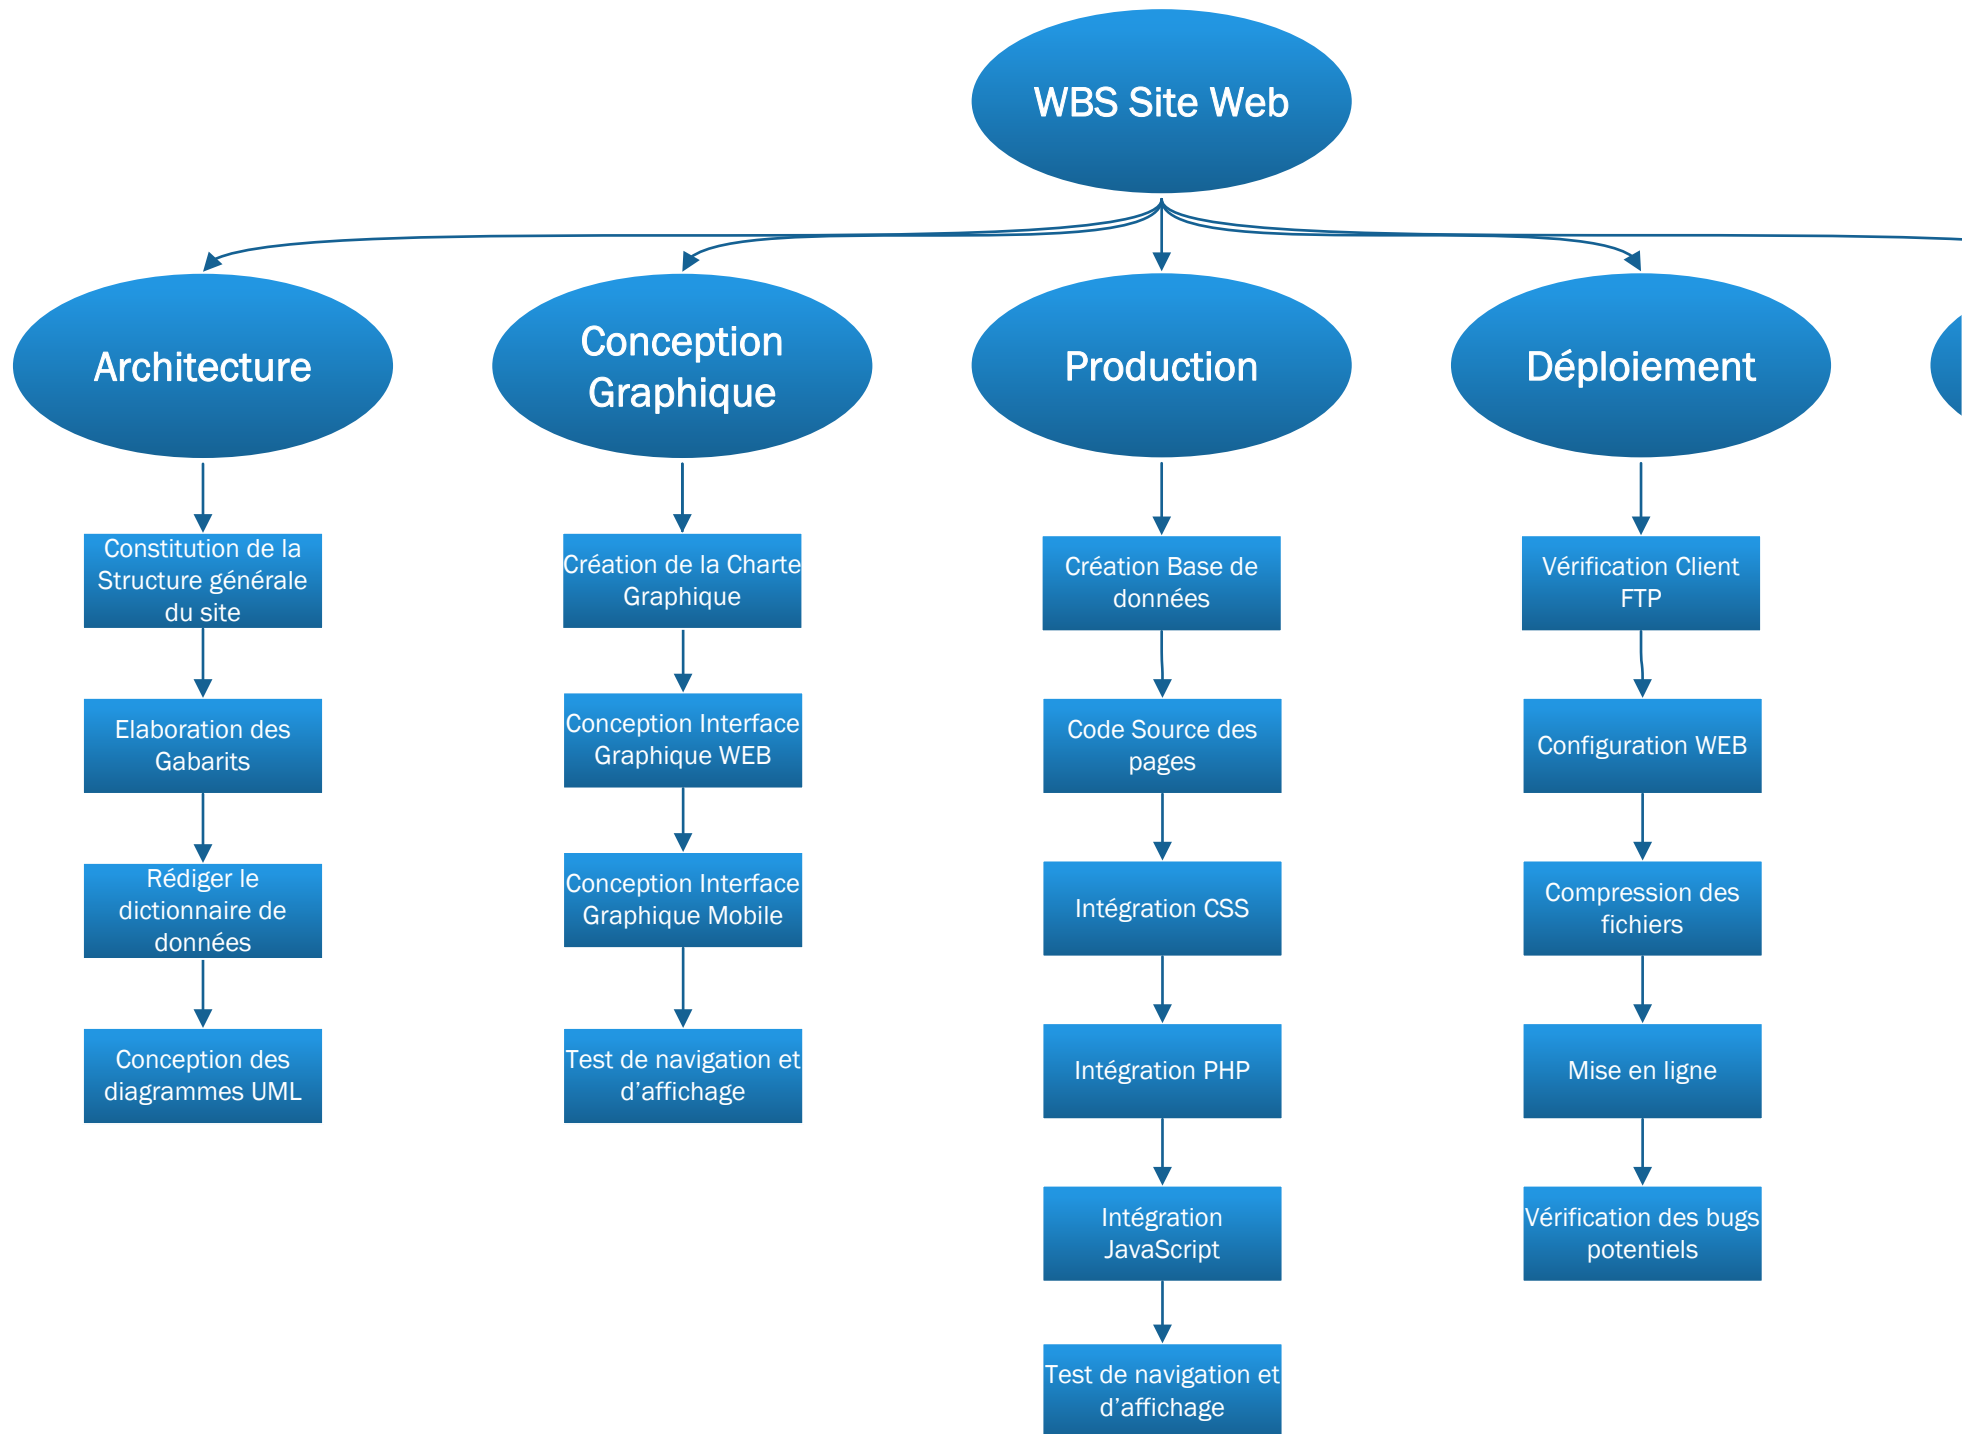 WBS Site Web
Architecture
Conception
Graphique
Production
Déploiement
Constitution de la
Structure générale
du site
Elaboration des
Gabarits
Rédiger le
dictionnaire de
données
Conception des
diagrammes UML
Création de la Charte
Graphique
Conception Interface
Graphique WEB
Conception Interface
Graphique Mobile
Test de navigation et
d’affichage
Création Base de
données
Code Source des
pages
Intégration CSS
Intégration PHP
Intégration
JavaScript
Test de navigation et
d’affichage
Vérification Client
FTP
Configuration WEB
Compression des
fichiers
Mise en ligne
Vérification des bugs
potentiels